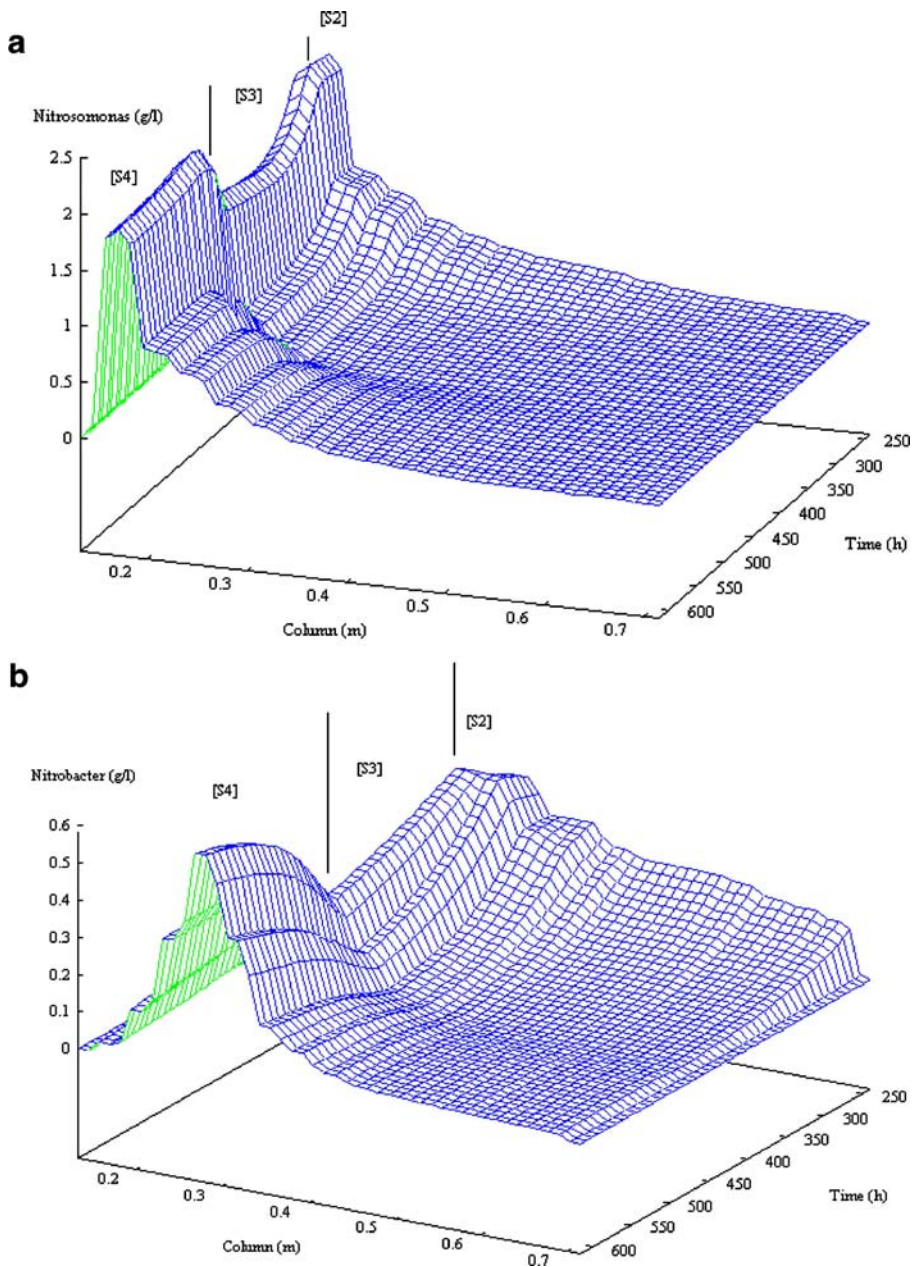 a
[S2]
[S3]
Nitrosomonas (g/l)
[S4]
2.5
2
1.5
1
0.5
0
250
300
350
400
450
500
550
600
Time (h)
0.2
0.3
0.4
0.5
0.6
0.7
Column (m)
b
[S2]
[S3]
Nitrobacter (g/l)
[S4]
0.6
0.5
0.4
0.3
0.2
0.1
0
250
300
350
400
450
500
550
600
Time (h)
0.2
0.3
0.4
0.5
0.6
0.7
Column (m)